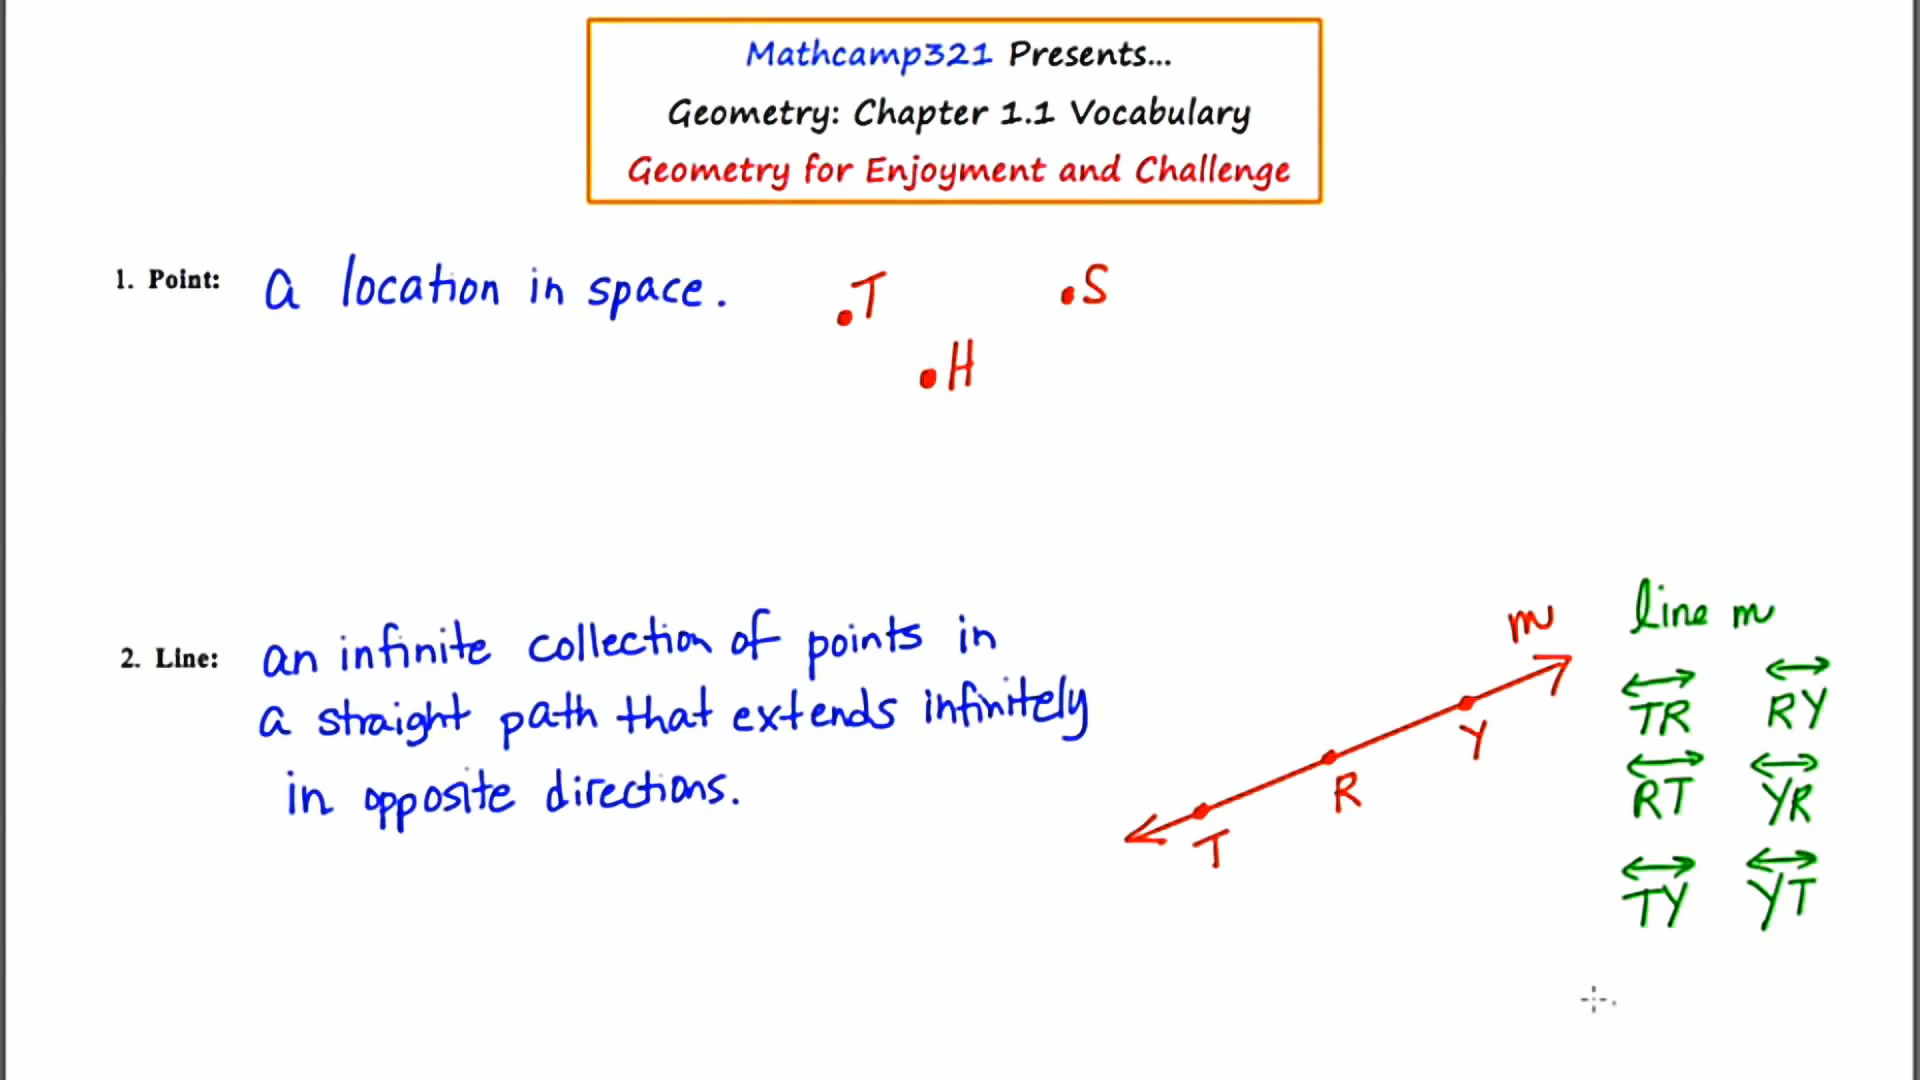 Mathcamp321 Presents...
Geometry: Chapter 1.1 Vocabulary
Geometry for Enjoyment and Challenge
1. Point: a location in space.
T
S
H
2. Line: an infinite collection of points in
a straight path that extends infinitely
in opposite directions.
m
Y
R
T
line m
TR RY
RT YR
TY YT